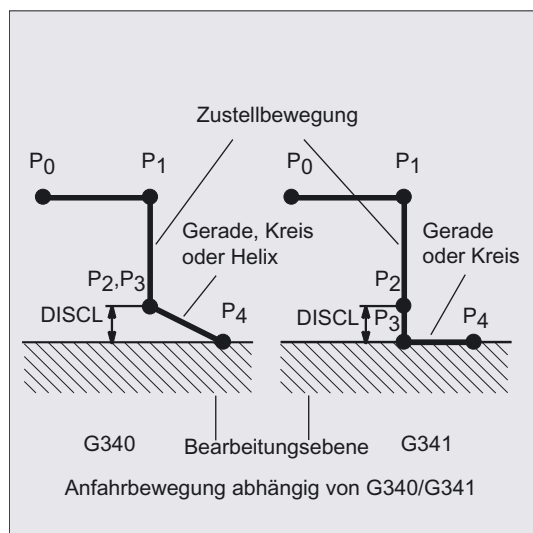 Zustellbewegung
P0 P1 P0 P1
Gerade, Kreis
oder Helix
Gerade
oder Kreis
P2,P3 P2
DISCL P4 DISCL P3 P4
G340 Bearbeitungsebene G341
Anfahrbewegung abhängig von G340/G341